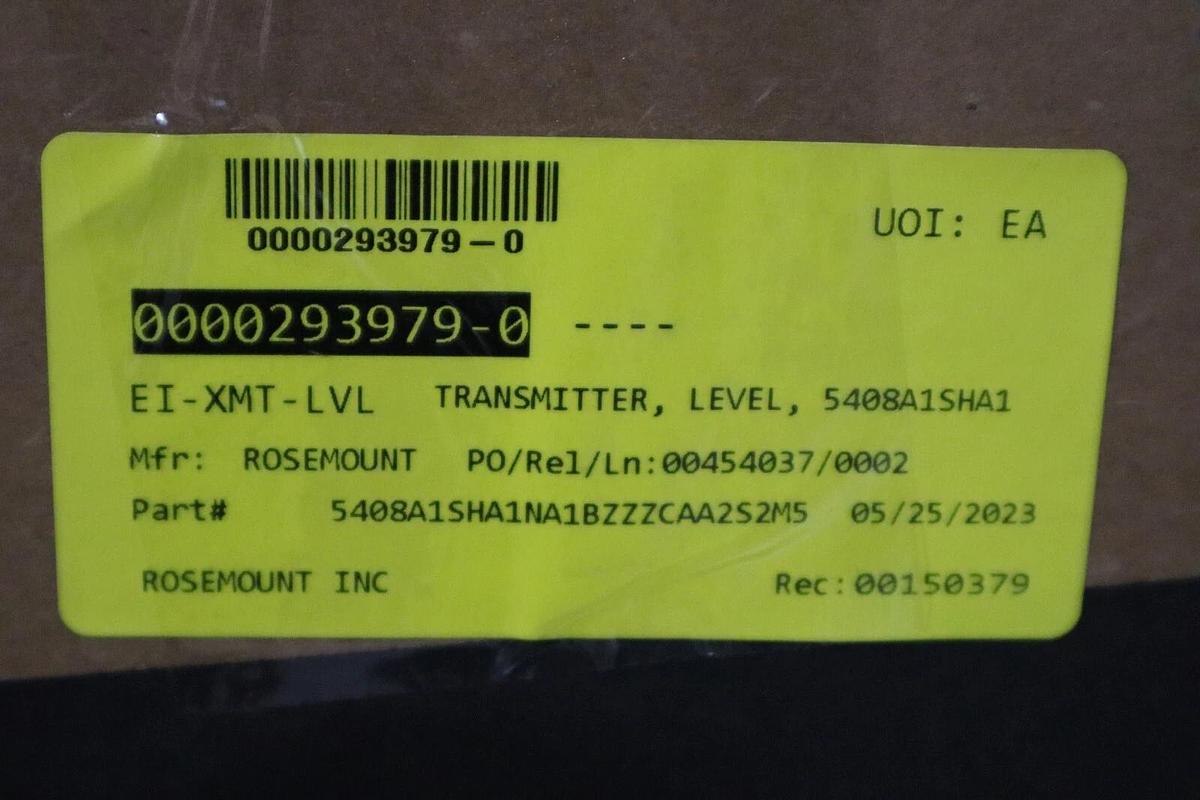 0000293979-0
UOI: EA
0000293979-0 ----
EI-XMT-LVL TRANSMITTER, LEVEL, 5408A1SHA1
Mfr: ROSEMOUNT PO/Rel/Ln:00454037/0002
Part# 5408A1SHA1NA1BZZZCAA2S2M5 05/25/2023
ROSEMOUNT INC Rec:00150379